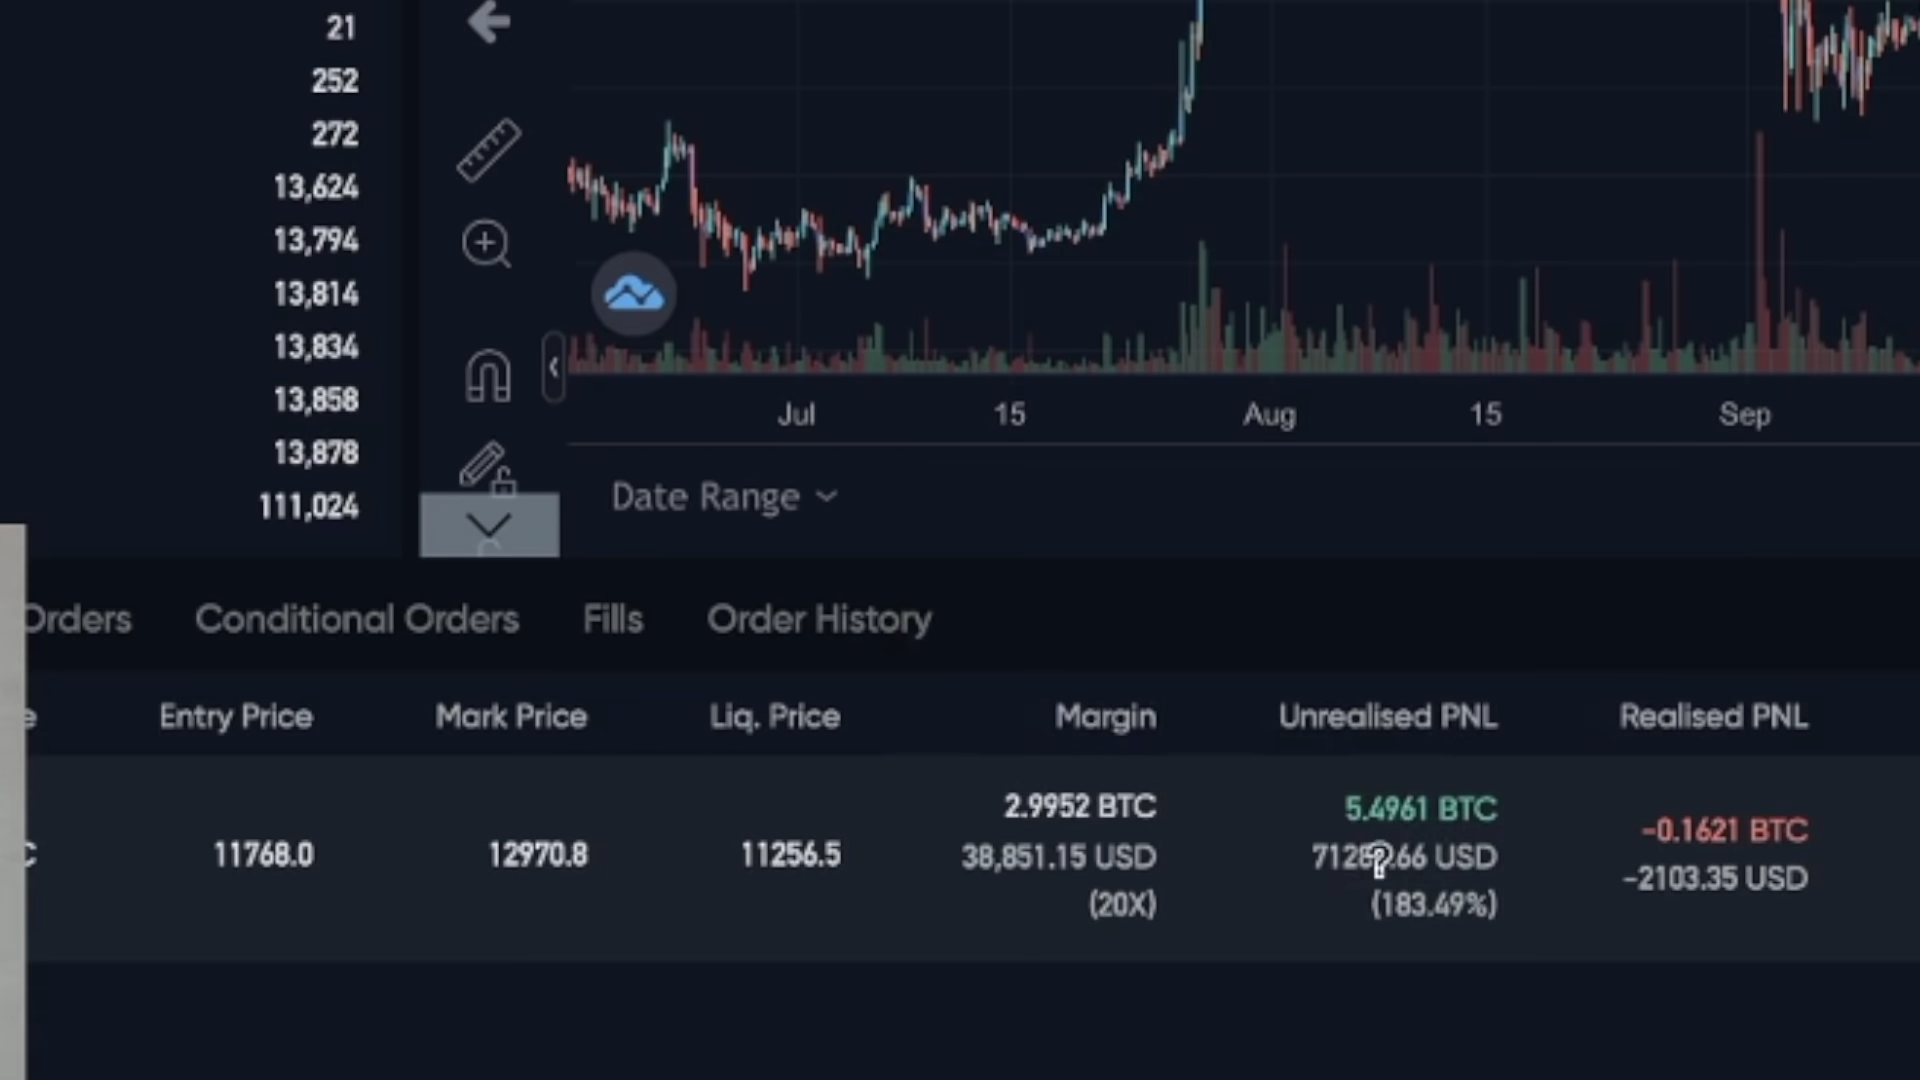 21
252
272
13,624
13,794
13,814
13,834
13,858
13,878
111,024
Jul 15 Aug 15 Sep
Date Range
Orders Conditional Orders Fills Order History
Entry Price Mark Price Liq. Price Margin Unrealised PNL Realised PNL
2.9952 BTC 5.4961 BTC -0.1621 BTC
11768.0 12970.8 11256.5 38,851.15 USD USD -2103.35 USD
(20X) (183.49%)